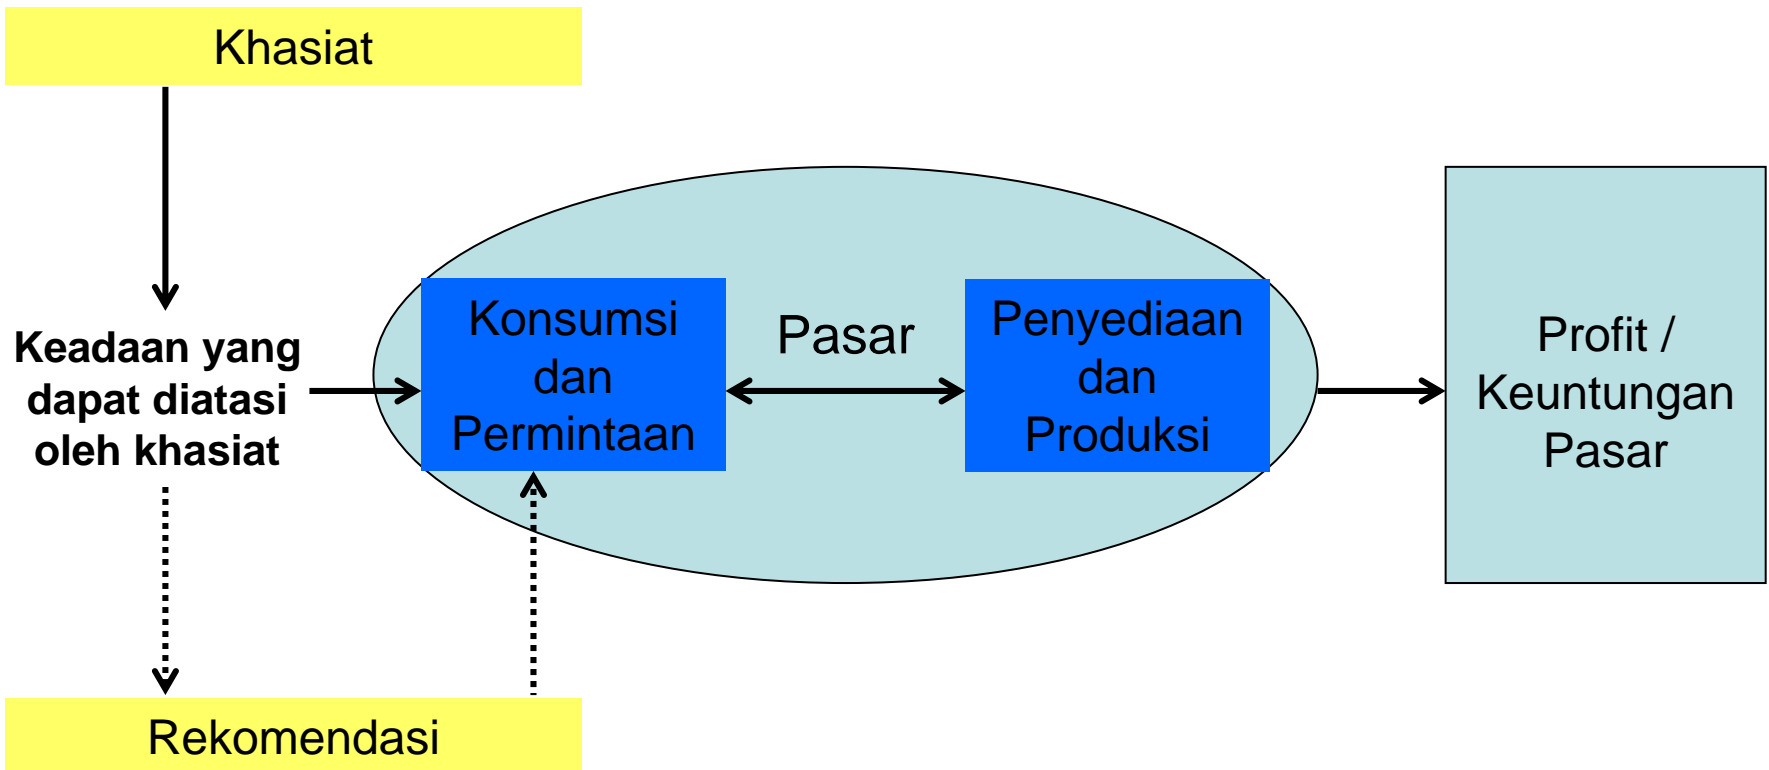 Khasiat
Keadaan yang
dapat diatasi
oleh khasiat
Konsumsi
dan
Permintaan
Pasar
Penyediaan
dan
Produksi
Profit /
Keuntungan
Pasar
Rekomendasi